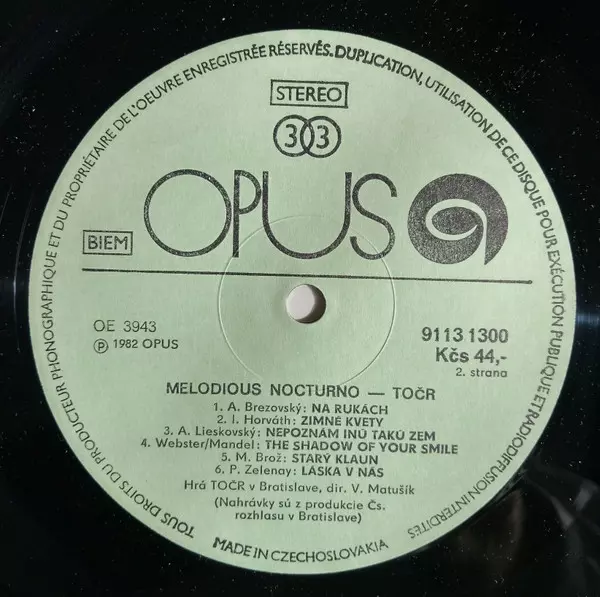 TOUS DROITS DU PRODUCTEUR PHONOGRAPHIQUE ET DU PROPRIÉTAIRE DE L'OEUVRE ENREGISTRÉE RÉSERVÉS. DUPLICATION, UTILISATION DE CE DISQUE POUR EXÉCUTION PUBLIQUE ET RADIODIFFUSION INTERDITES
STEREO
33
OPUS
BIEM
OE 3943
℗ 1982 OPUS
9113 1300
Kčs 44,-
2. strana
MELODIOUS NOCTURNO — TOČR
1. A. Brezovský: NA RUKÁCH
2. I. Horváth: ZIMNÉ KVETY
3. A. Lieskovský: NEPOZNÁM INÚ TAKÚ ZEM
4. Webster/Mandel: THE SHADOW OF YOUR SMILE
5. M. Brož: STARÝ KLAUN
6. P. Zelenay: LÁSKA V NÁS
Hrá TOČR v Bratislave, dir. V. Matušík
(Nahrávky sú z produkcie Čs.
rozhlasu v Bratislave)
MADE IN CZECHOSLOVAKIA